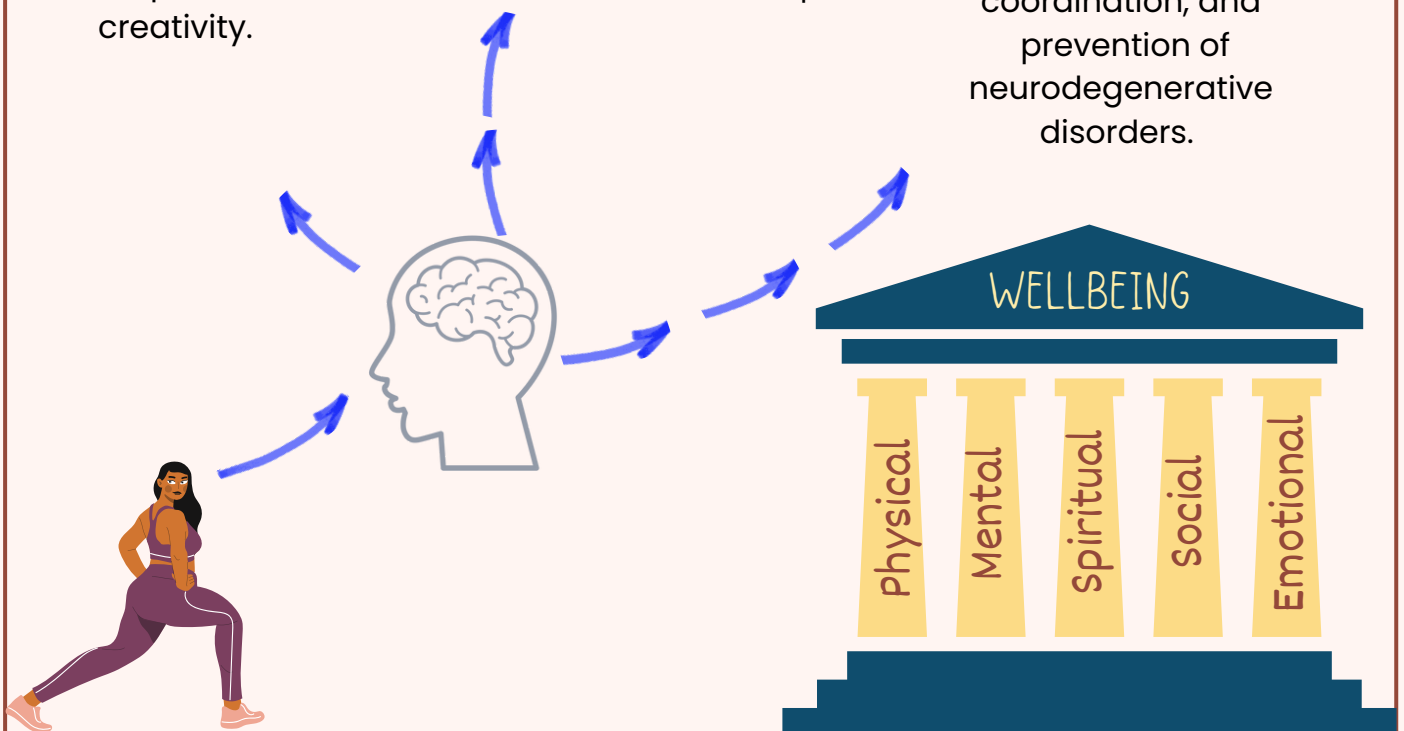 creativity.
coordination, and
prevention of
neurodegenerative
disorders.
WELLBEING
Physical
Mental
Spiritual
Social
Emotional